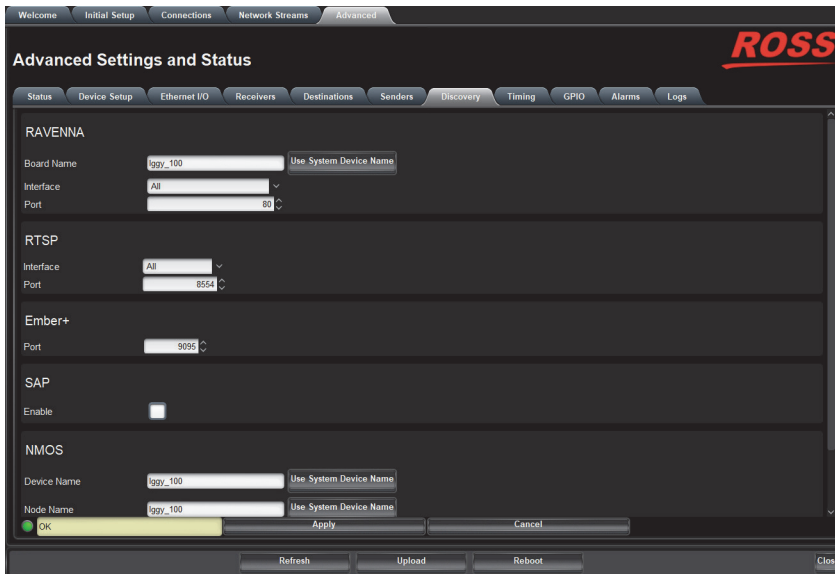 Welcome Initial Setup Connections Network Streams Advanced
ROSS
Advanced Settings and Status
Status Device Setup Ethernet I/O Receivers Destinations Senders Discovery Timing GPIO Alarms Logs
RAVENNA
Board Name Iggy_100 Use System Device Name
Interface All
Port 80
RTSP
Interface All
Port 8554
Ember+
Port 9095
SAP
Enable
NMOS
Device Name Iggy_100 Use System Device Name
Node Name Iggy_100 Use System Device Name
OK Apply Cancel
Refresh Upload Reboot Clos